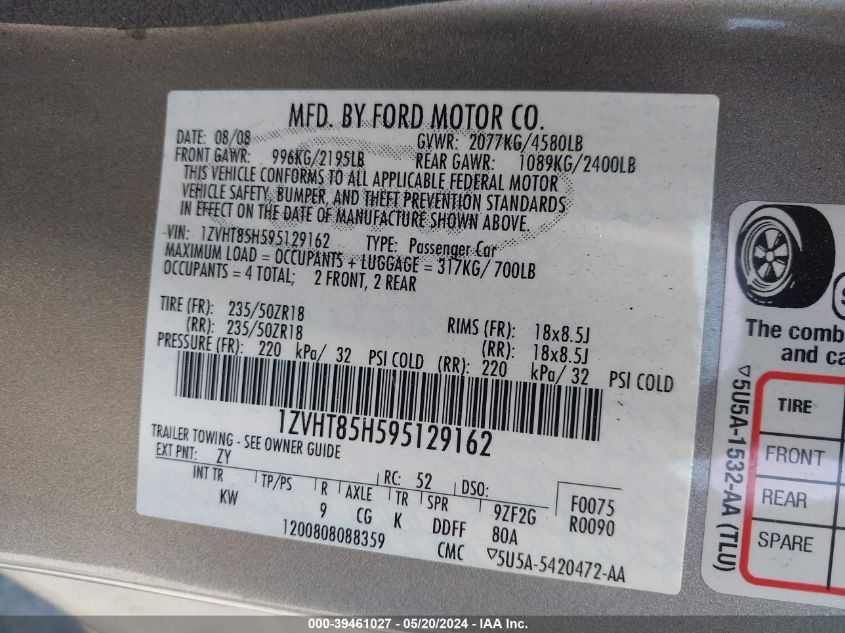 MFD. BY FORD MOTOR CO.
DATE: 08/08 GVWR: 2077KG/4580LB
FRONT GAWR: 996KG/2195LB REAR GAWR: 1089KG/2400LB
THIS VEHICLE CONFORMS TO ALL APPLICABLE FEDERAL MOTOR
VEHICLE SAFETY, BUMPER, AND THEFT PREVENTION STANDARDS
IN EFFECT ON THE DATE OF MANUFACTURE SHOWN ABOVE.
VIN: 1ZVHT85H595129162 TYPE: Passenger Car
MAXIMUM LOAD = OCCUPANTS + LUGGAGE = 317KG/700LB
OCCUPANTS = 4 TOTAL; 2 FRONT, 2 REAR
TIRE (FR): 235/50ZR18 RIMS (FR): 18x8.5J
(RR): 235/50ZR18 (RR): 18x8.5J
PRESSURE (FR): 220 kPa/ 32 PSI COLD (RR): 220 kPa/ 32 PSI COLD
1ZVHT85H595129162
TRAILER TOWING - SEE OWNER GUIDE
EXT PNT: ZY RC: 52 DSO: F0075
INT TR TP/PS R AXLE TR SPR 9ZF2G R0090
KW 9 CG K DDFF 80A
1200808088359 CMC ▽5U5A-5420472-AA
The comb
and ca
TIRE
FRONT
REAR
SPARE
▽5U5A-1532-AA (TLU)
000-39461027 - 05/20/2024 - IAA Inc.